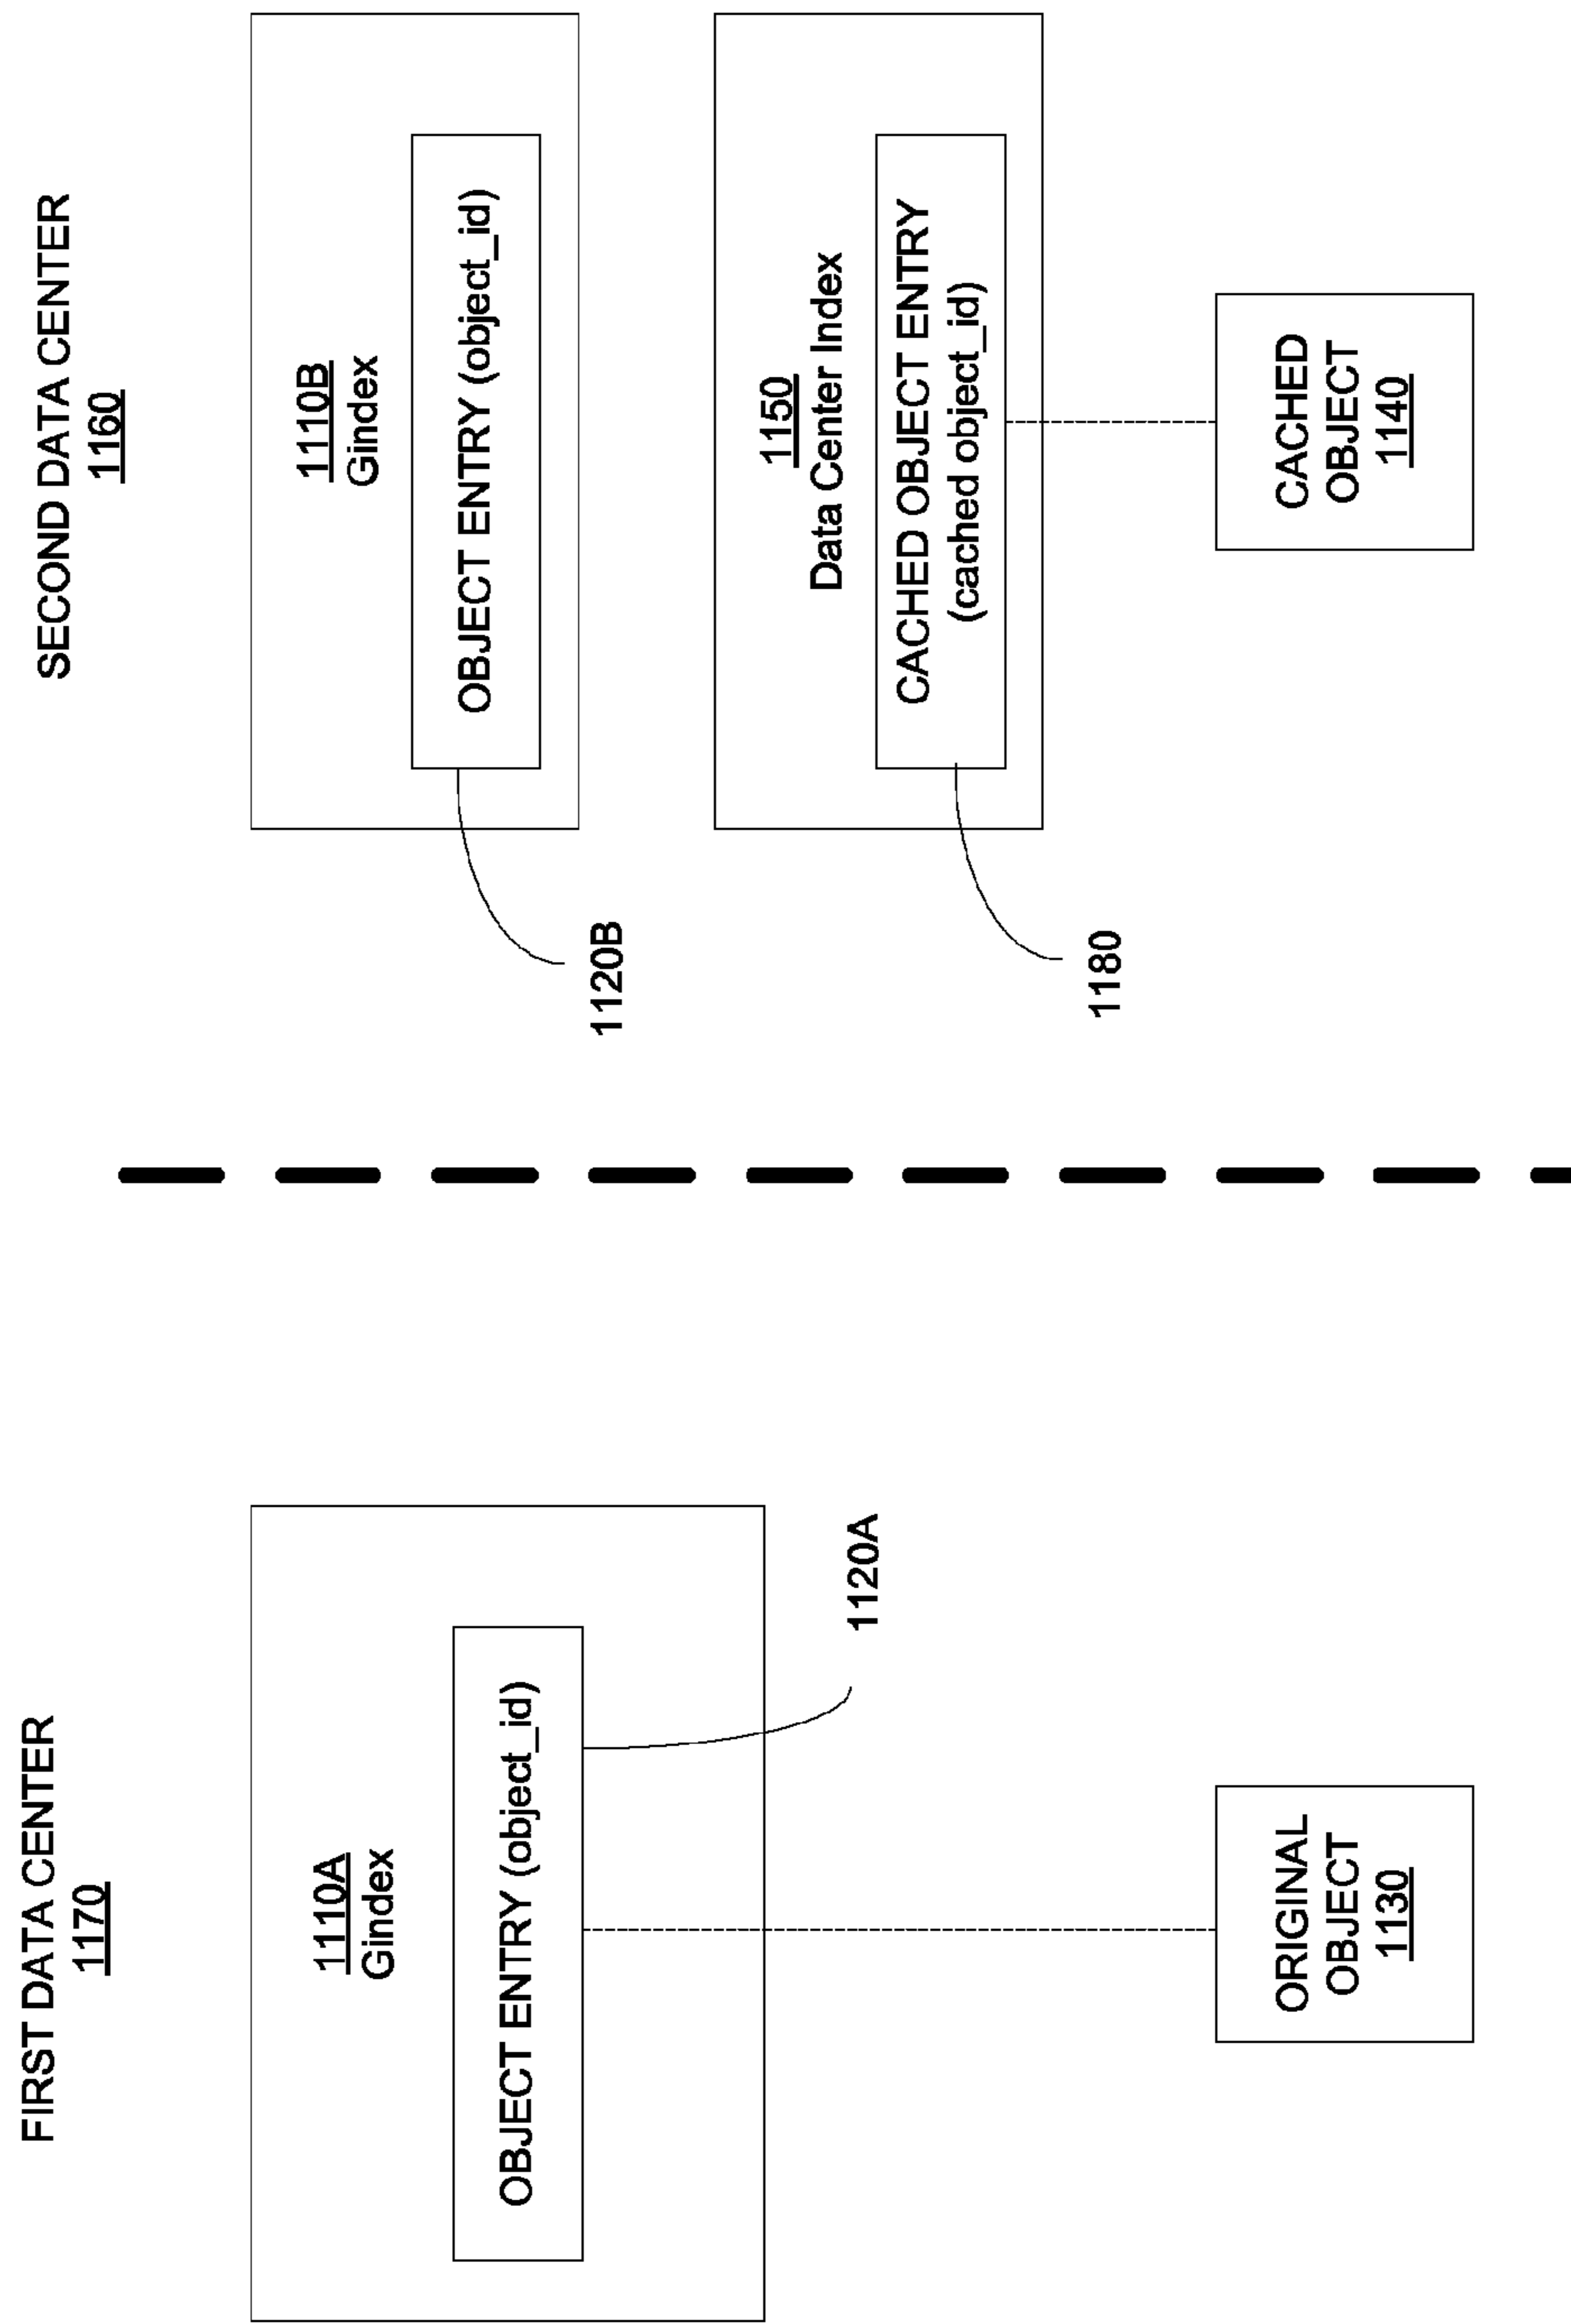 FIRST DATA CENTER
1170
1110A
Gindex
OBJECT ENTRY (object_id)
1120A
ORIGINAL
OBJECT
1130
SECOND DATA CENTER
1160
1110B
Gindex
OBJECT ENTRY (object_id)
1120B
1150
Data Center Index
CACHED OBJECT ENTRY
(cached object_id)
1180
CACHED
OBJECT
1140